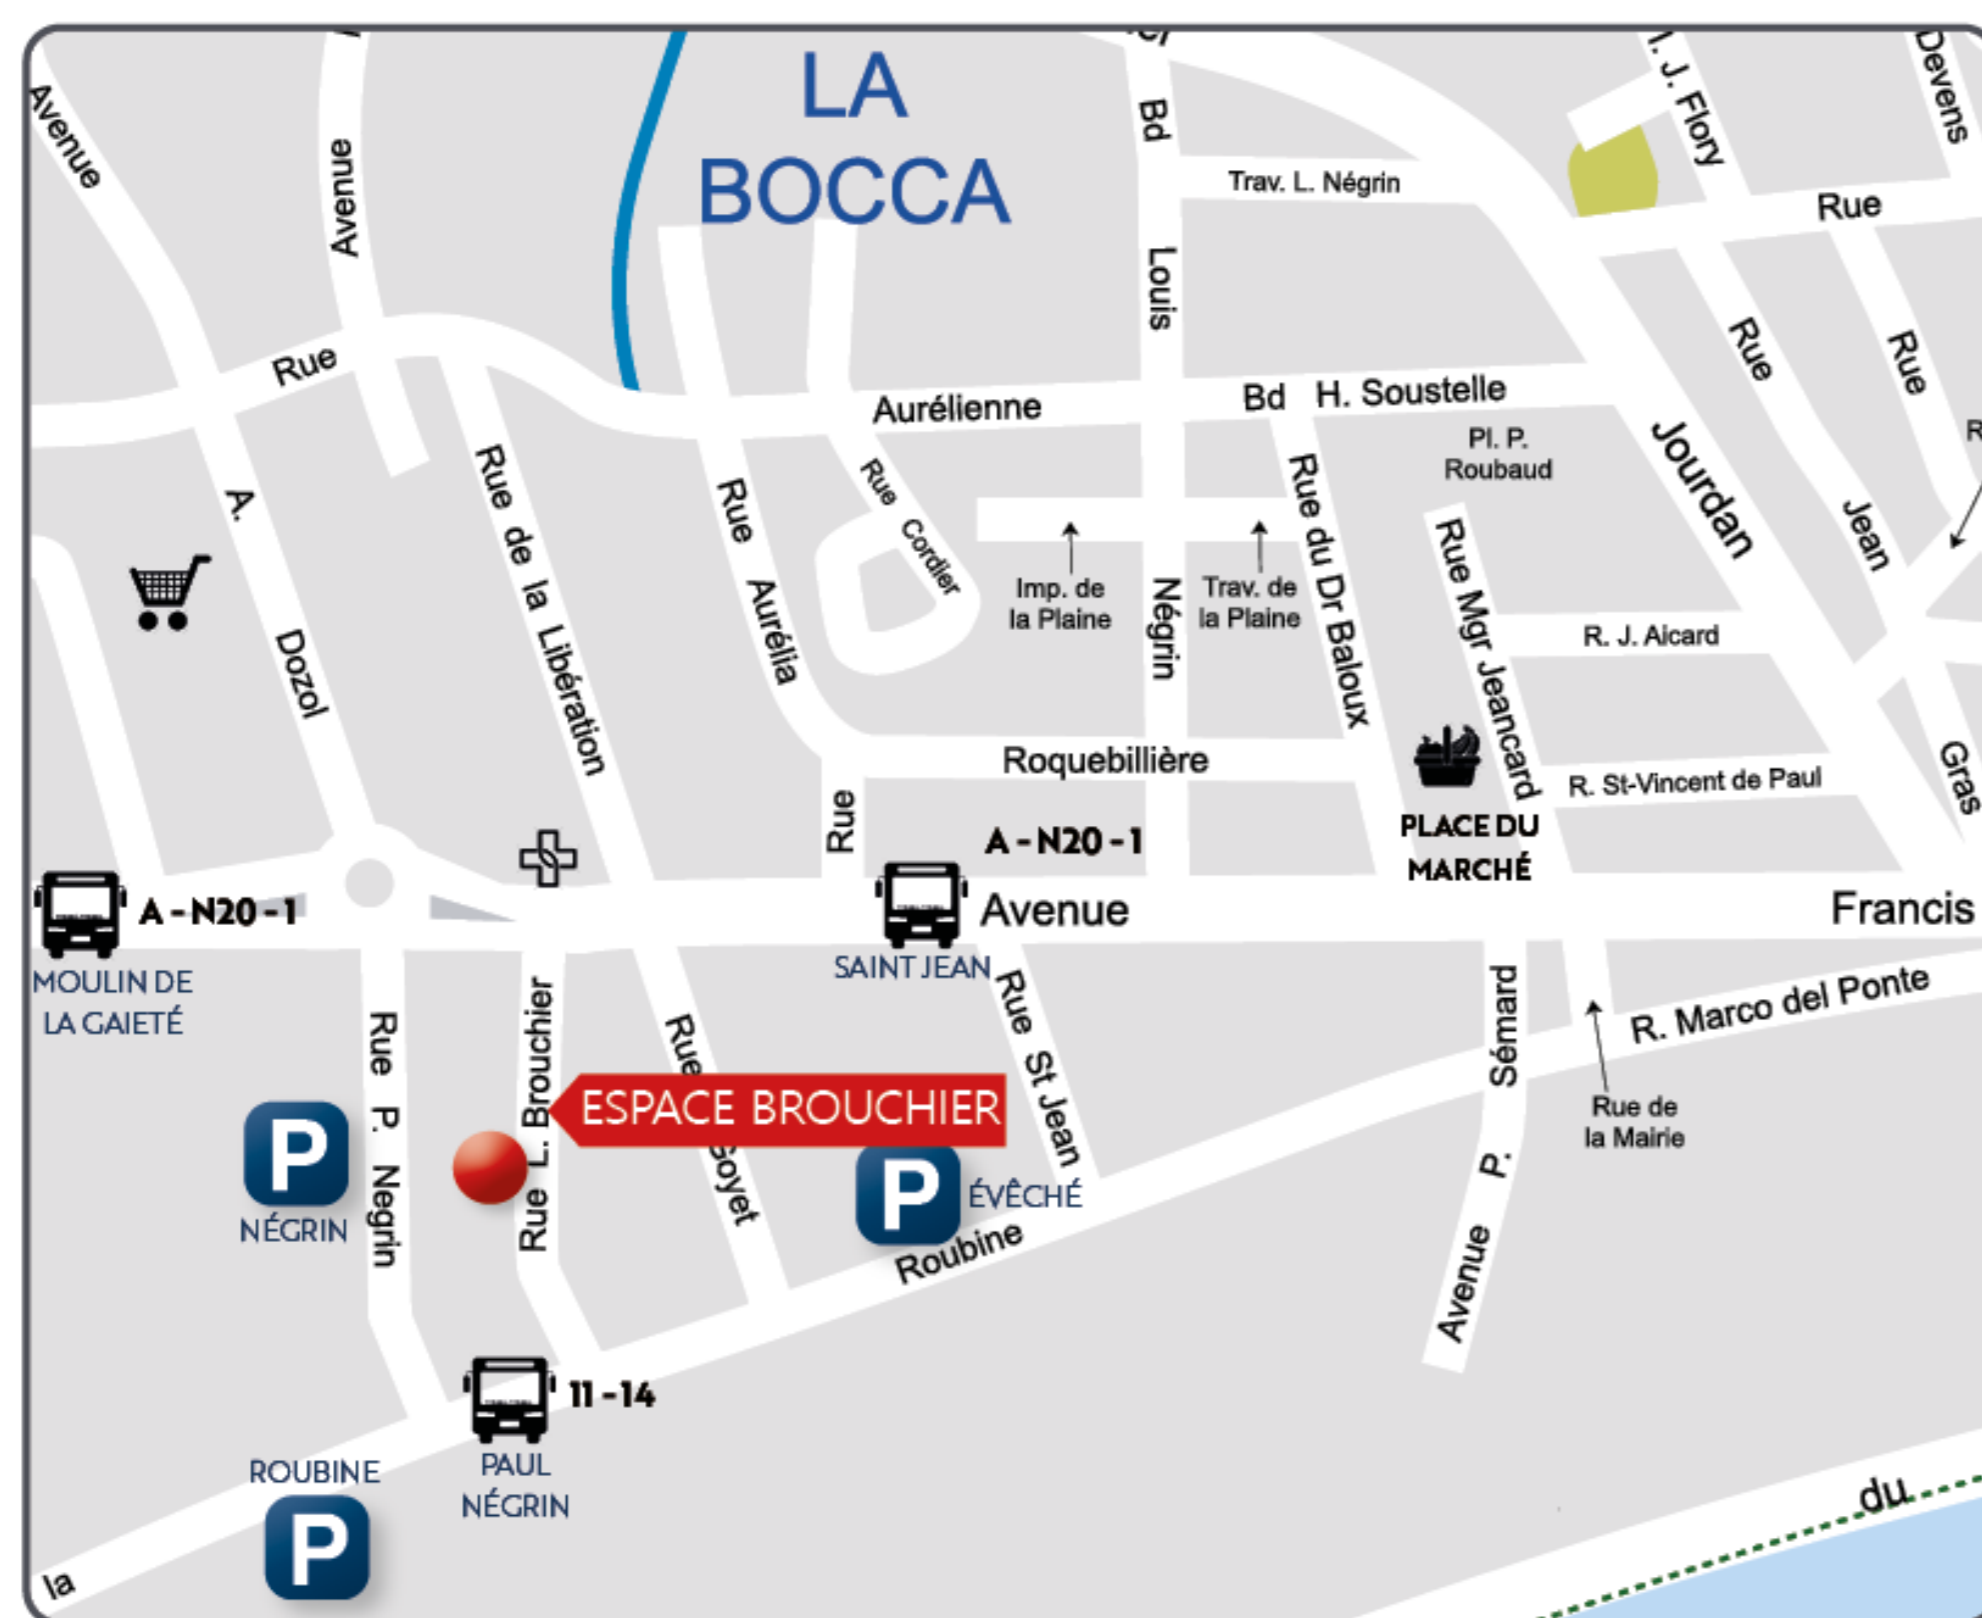 LA
BOCCA
Avenue
Avenue
Bd
Louis
Négrin
Trav. L. Négrin
J. Flory
Devens
Rue
Rue
Rue
Jean
Gras
Rue
Aurélienne
Bd H. Soustelle
Pl. P.
Roubaud
Jourdan
A. Dozol
Rue de la Libération
Rue Aurélia
Rue Cordier
Imp. de
la Plaine
Trav. de
la Plaine
Rue du Dr Baloux
Rue Mgr Jeancard
R. J. Aicard
R. St-Vincent de Paul
Roquebillière
Rue
PLACE DU
MARCHÉ
A - N20 - 1
A - N20 - 1
Avenue
Francis
MOULIN DE
LA GAIETÉ
SAINT JEAN
Rue P. Negrin
Rue L. Brouchier
Rue
Rue St Jean
ESPACE BROUCHIER
P
NÉGRIN
P
ÉVÊCHÉ
Roubine
Avenue P. Sémard
R. Marco del Ponte
Rue de
la Mairie
11 - 14
PAUL
NÉGRIN
ROUBINE
P
la
du